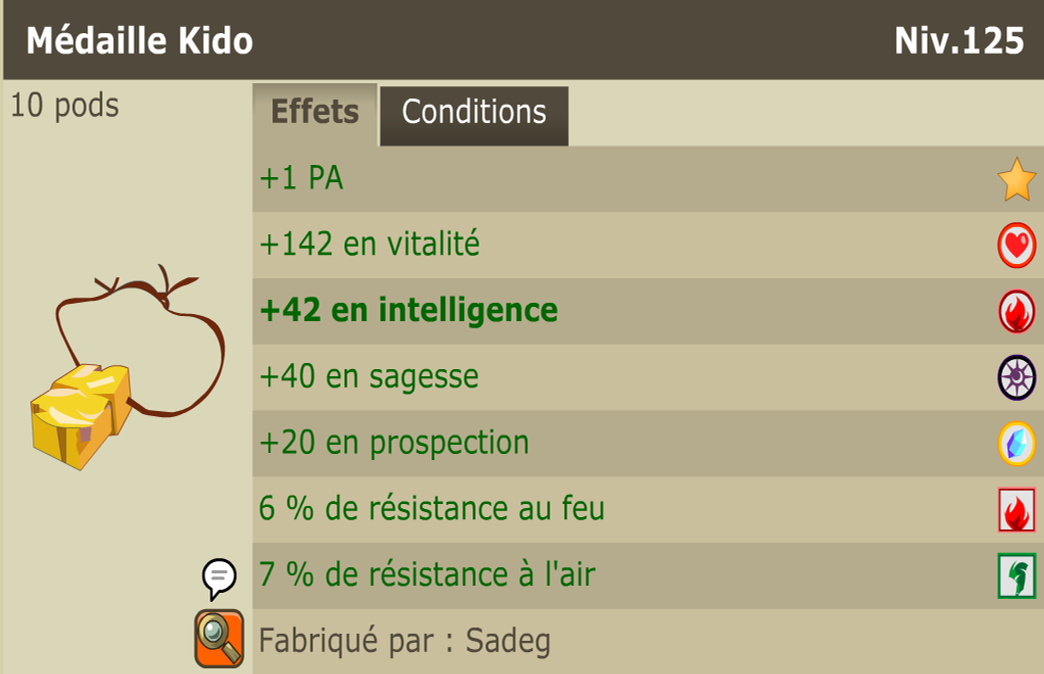 Médaille Kido
Niv.125
10 pods
Effets
Conditions
+1 PA
+142 en vitalité
+42 en intelligence
+40 en sagesse
+20 en prospection
6 % de résistance au feu
7 % de résistance à l'air
Fabriqué par : Sadeg